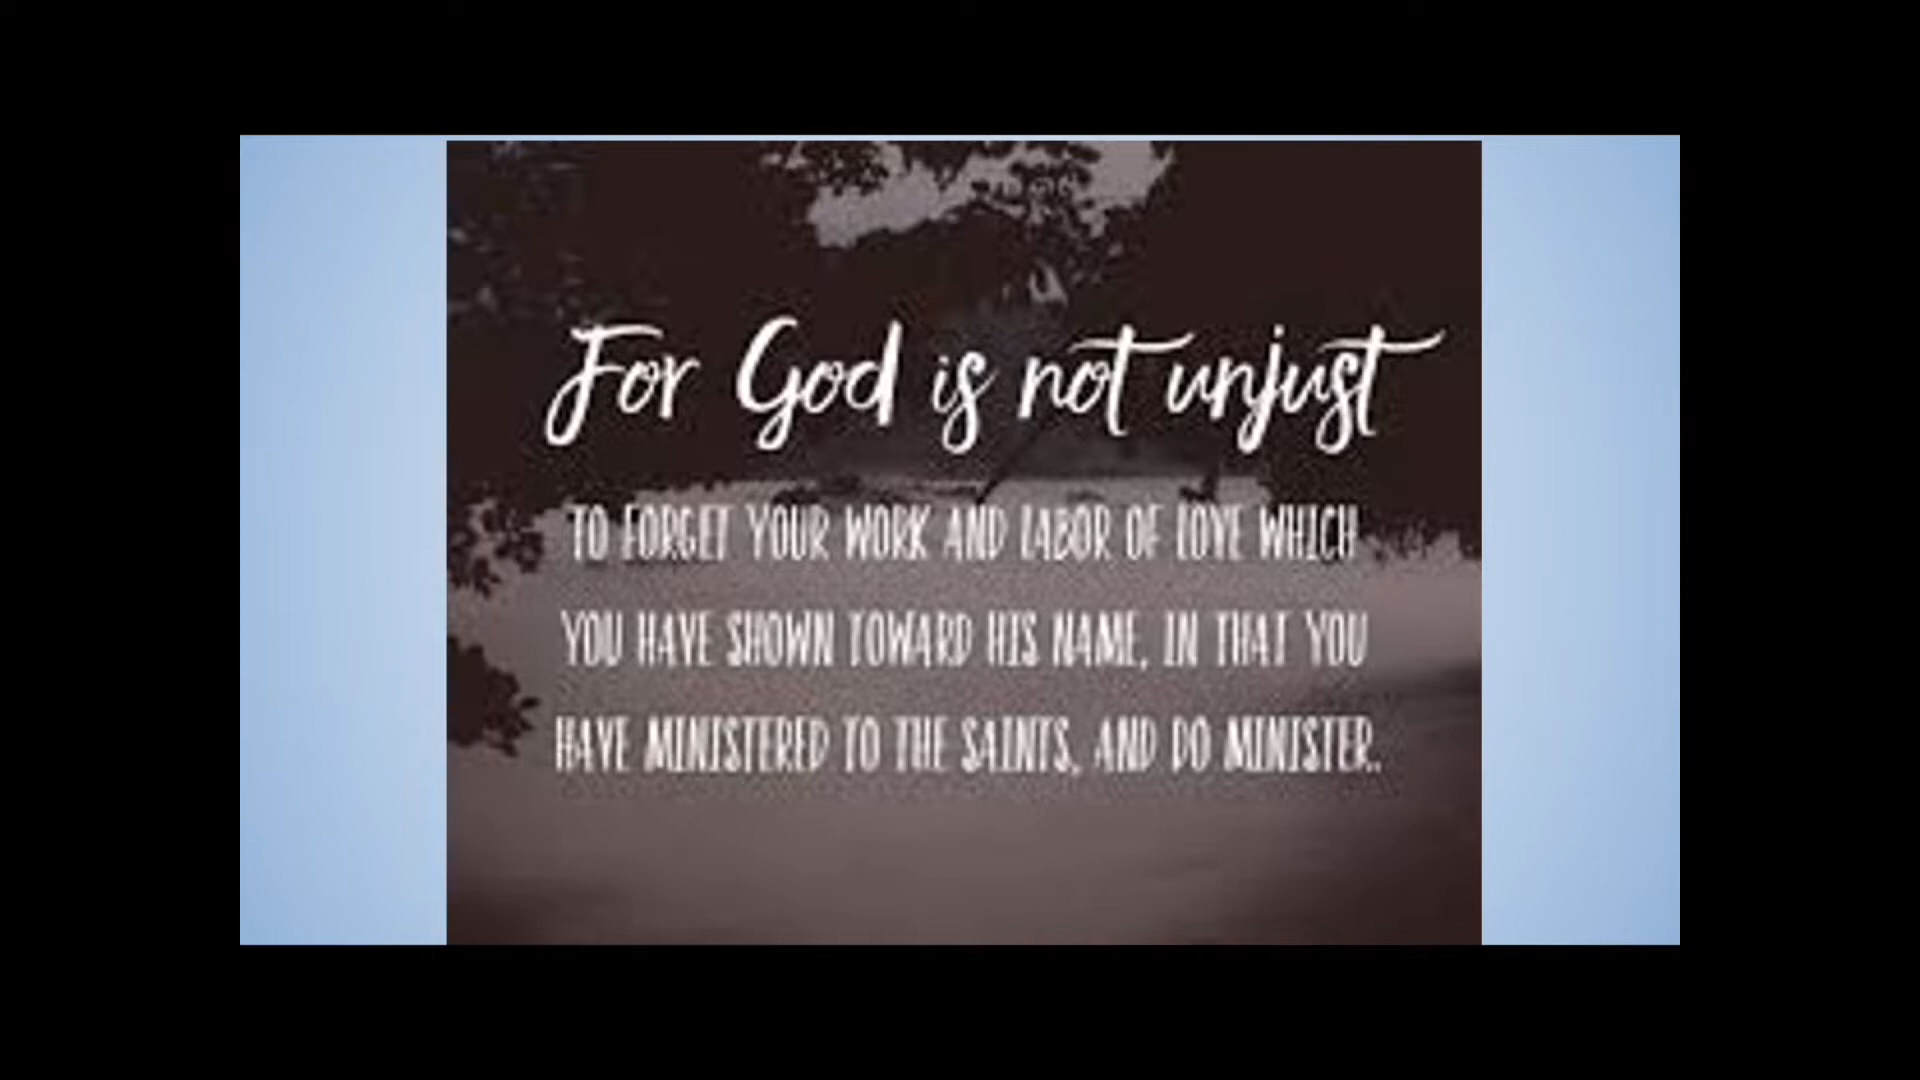 For God is not unjust
TO FORGET YOUR WORK AND LABOR OF LOVE WHICH
YOU HAVE SHOWN TOWARD HIS NAME, IN THAT YOU
HAVE MINISTERED TO THE SAINTS, AND DO MINISTER.